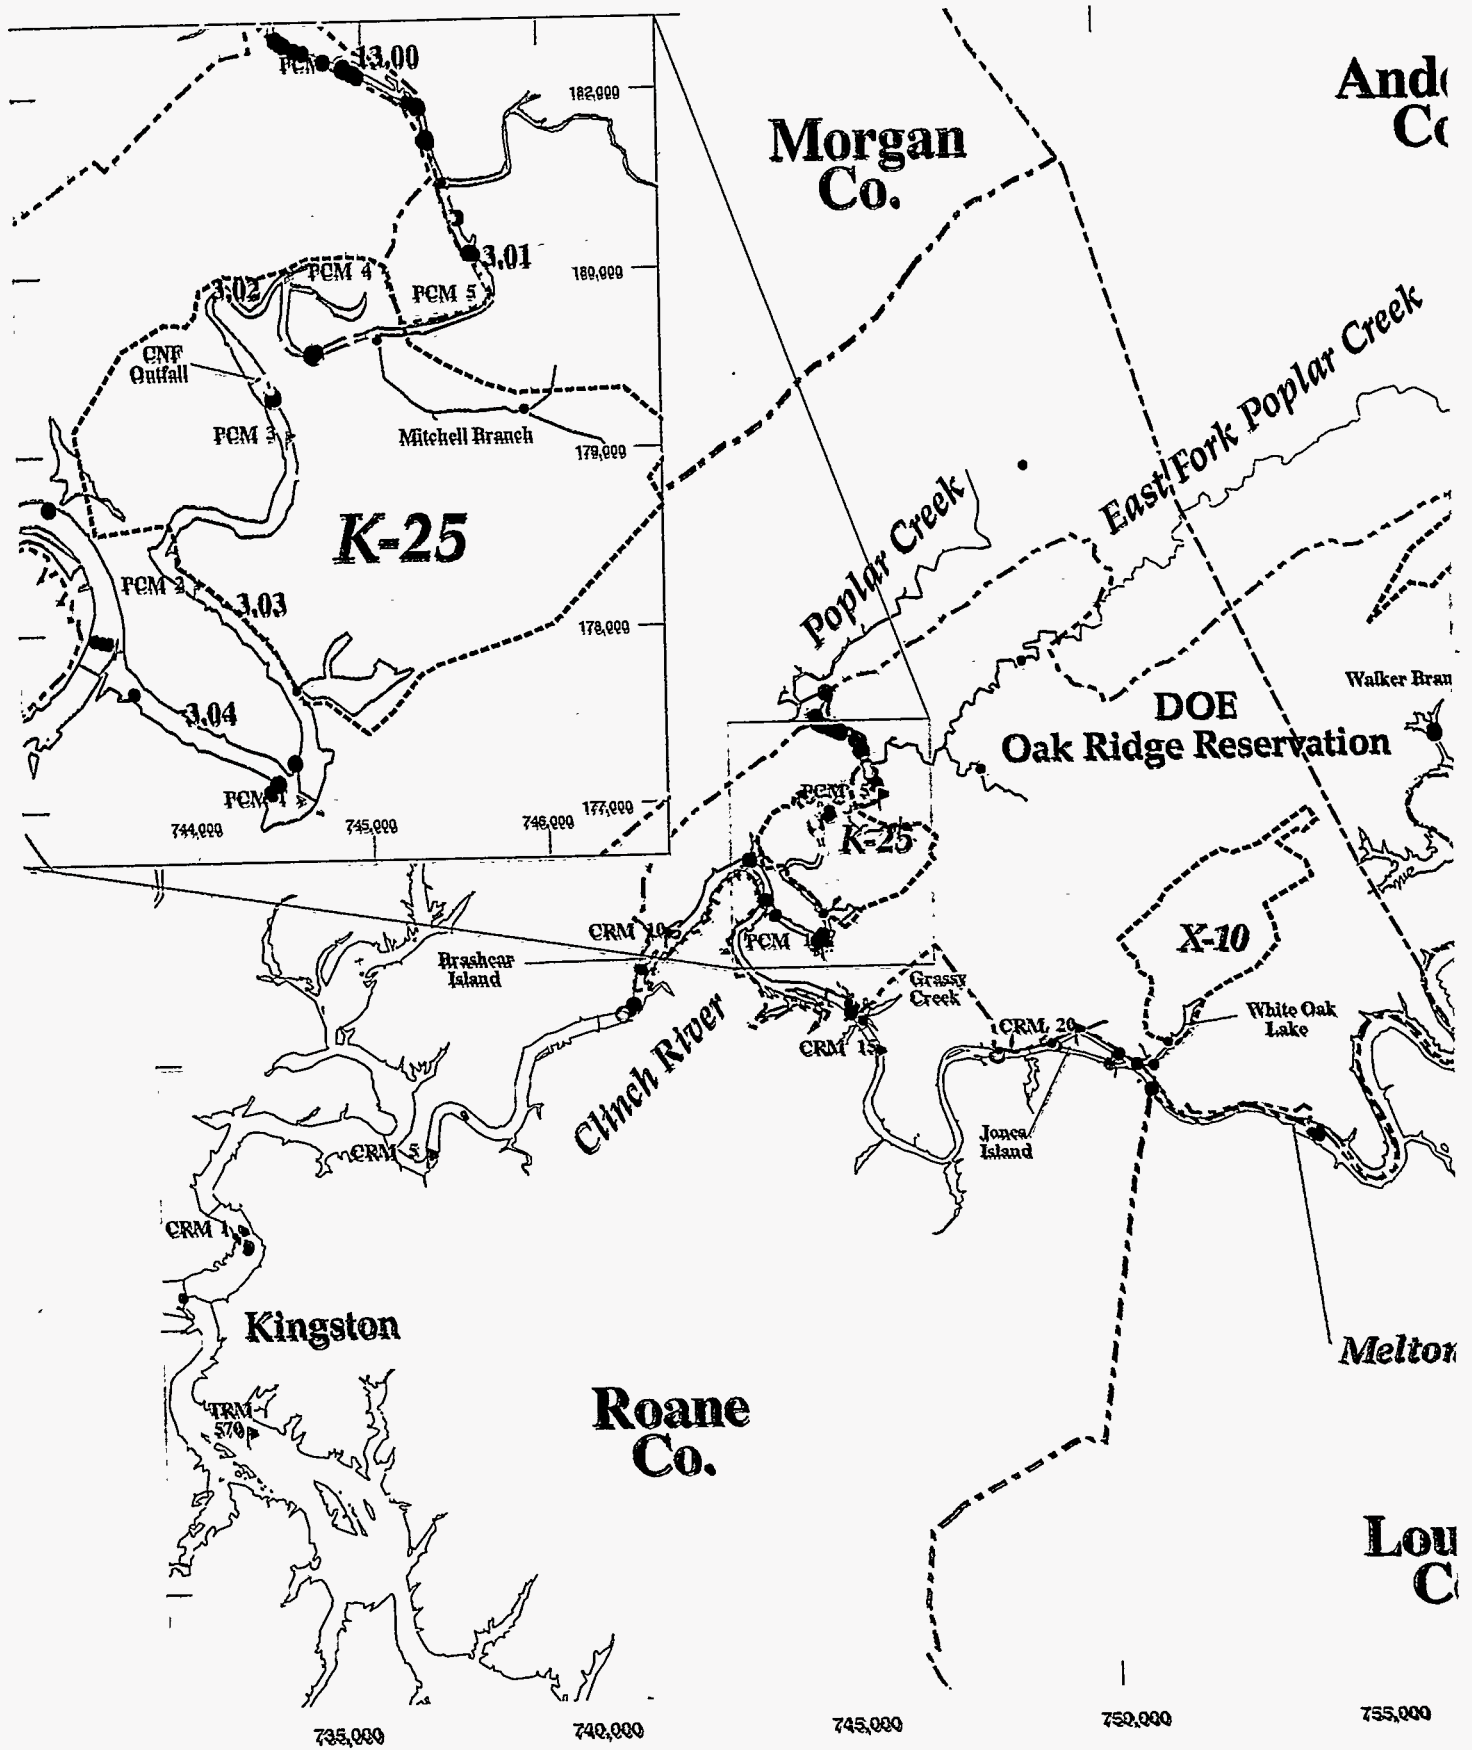 PCM
13.00
182,000
3.01
180,000
PCM 4
3.02
PCM 5
CNF
Outfall
PCM 3
Mitchell Branch
179,000
K-25
PCM 2
3.03
178,000
3.04
PCM 1
177,000
744,000
745,000
746,000
Morgan
Co.
And
Co
East Fork Poplar Creek
Poplar Creek
Walker Bran
DOE
Oak Ridge Reservation
PCM 5
K-25
X-10
CRM 10
PCM 1
Brashear
Island
Grassy
Creek
White Oak
Lake
CRM 20
CRM 15
Clinch River
Jones
Island
CRM 5
CRM 1
Kingston
Melton
TRM
570
Roane
Co.
Lou
C
735,000
740,000
745,000
750,000
755,000